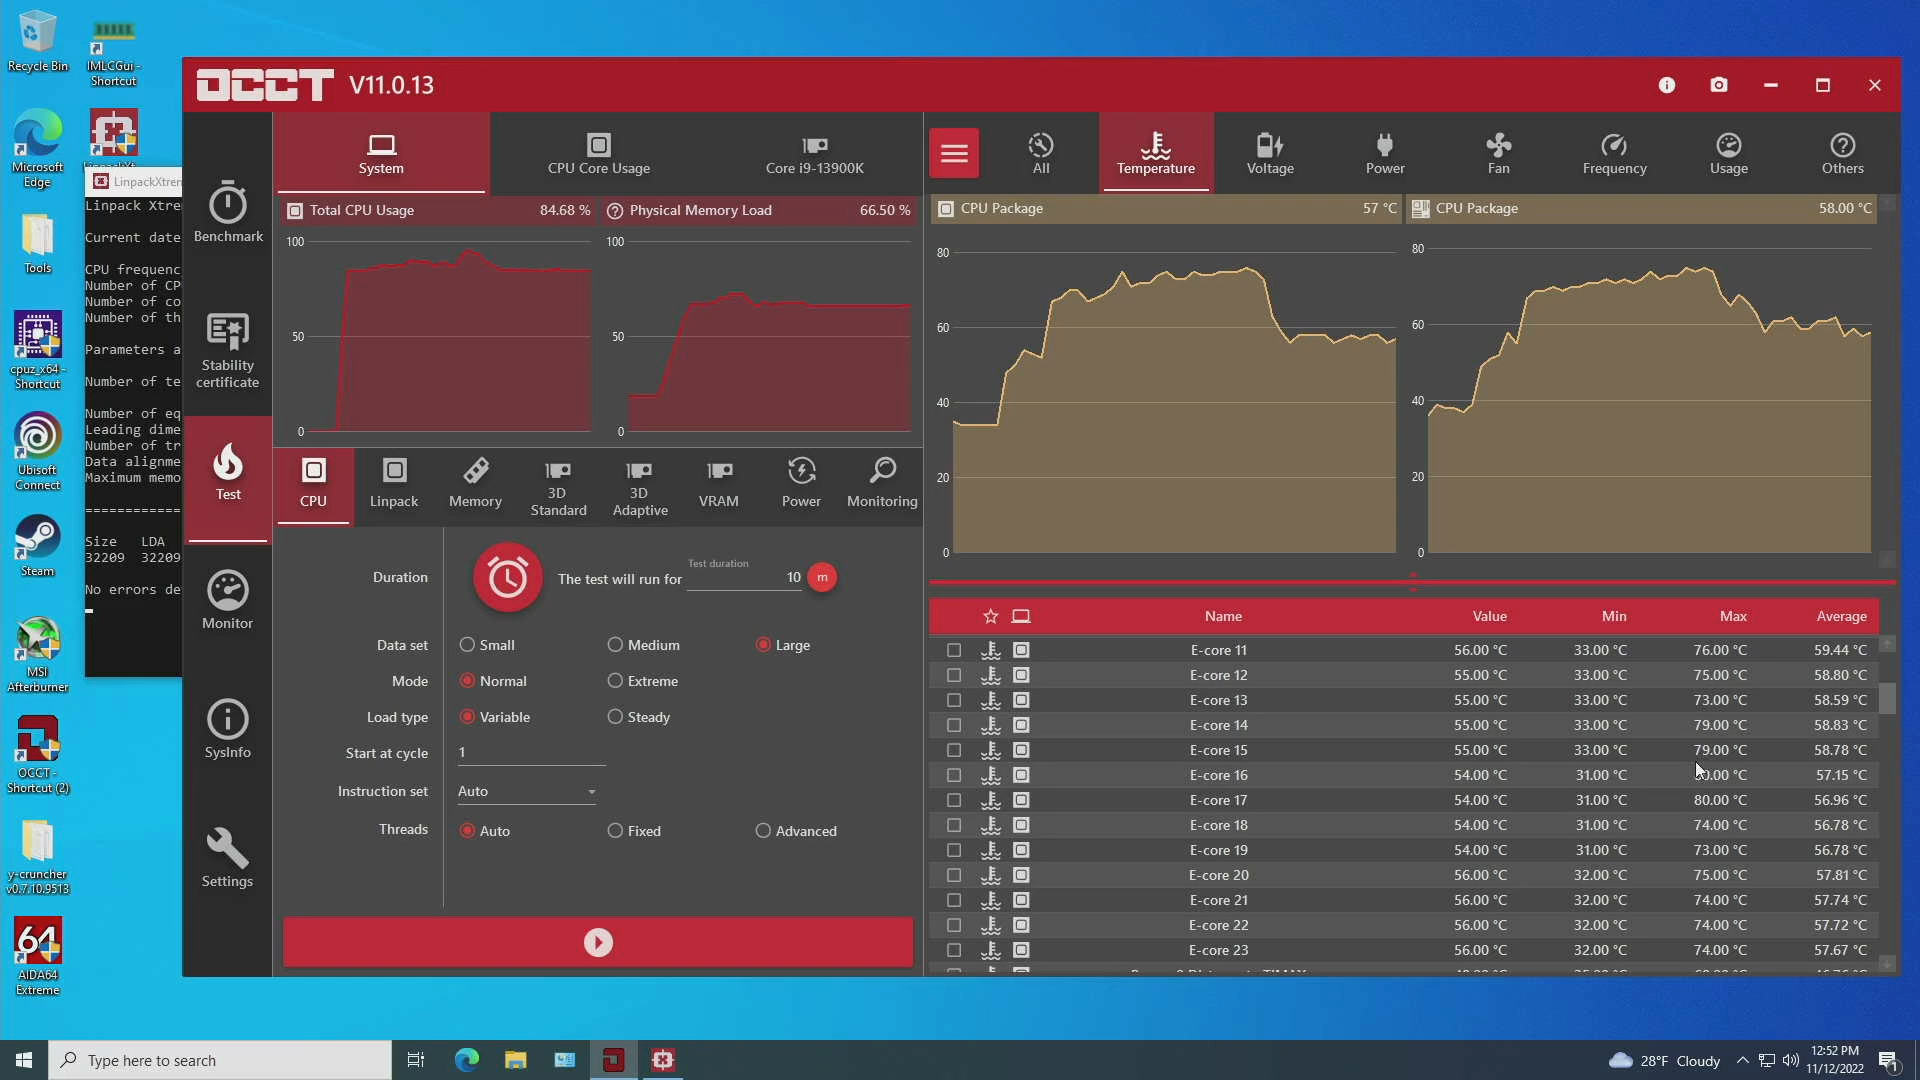 Recycle Bin
IMLCGui -
Shortcut
Microsoft
Edge
Tools
cpuz_x64 -
Shortcut
Ubisoft
Connect
Steam
MSI
Afterburner
OCCT -
Shortcut (2)
y-cruncher
v0.7.10.9513
64
AIDA64
Extreme
LinpackXtrem
Linpack Xtre
Current date
CPU frequenc
Number of CP
Number of co
Number of th
Parameters a
Number of te
Number of eq
Leading dime
Number of tr
Data alignme
Maximum memo
============
Size LDA
32209 32209
No errors de
OCCT V11.0.13
Benchmark
Stability
certificate
Test
Monitor
SysInfo
Settings
System
CPU Core Usage
Core i9-13900K
Total CPU Usage 84.68 %
Physical Memory Load 66.50 %
100
50
0
100
50
0
CPU
Linpack
Memory
3D
Standard
3D
Adaptive
VRAM
Power
Monitoring
Duration
The test will run for
Test duration
10 m
Data set Small Medium Large
Mode Normal Extreme
Load type Variable Steady
Start at cycle 1
Instruction set Auto
Threads Auto Fixed Advanced
All
Temperature
Voltage
Power
Fan
Frequency
Usage
Others
CPU Package 57 °C
CPU Package 58.00 °C
80
60
40
20
0
80
60
40
20
0
Name Value Min Max Average
E-core 11 56.00 °C 33.00 °C 76.00 °C 59.44 °C
E-core 12 55.00 °C 33.00 °C 75.00 °C 58.80 °C
E-core 13 55.00 °C 33.00 °C 73.00 °C 58.59 °C
E-core 14 55.00 °C 33.00 °C 79.00 °C 58.83 °C
E-core 15 55.00 °C 33.00 °C 79.00 °C 58.78 °C
E-core 16 54.00 °C 31.00 °C 57.15 °C
E-core 17 54.00 °C 31.00 °C 80.00 °C 56.96 °C
E-core 18 54.00 °C 31.00 °C 74.00 °C 56.78 °C
E-core 19 54.00 °C 31.00 °C 73.00 °C 56.78 °C
E-core 20 56.00 °C 32.00 °C 75.00 °C 57.81 °C
E-core 21 56.00 °C 32.00 °C 74.00 °C 57.74 °C
E-core 22 56.00 °C 32.00 °C 74.00 °C 57.72 °C
E-core 23 56.00 °C 32.00 °C 74.00 °C 57.67 °C
Type here to search
28°F Cloudy
12:52 PM
11/12/2022
1